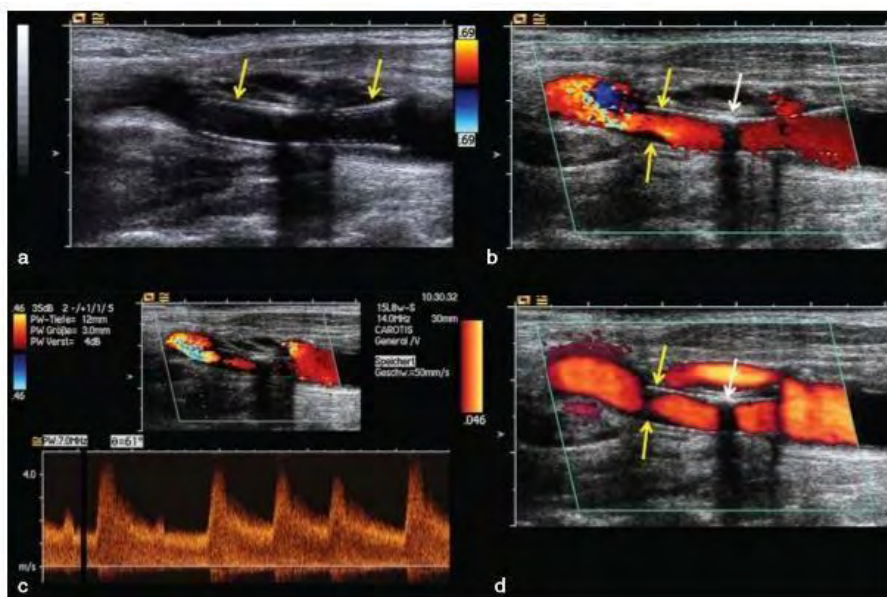 .69
.69
a
b
.46
.46
35dB 2 -/+1/1/5
PW-Tiefe= 12mm
PW Größe= 3.0mm
PW Verst= 4dB
10:30:32
15L8w-S
14.0MHz 30mm
CAROTIS
General /V
Speichert
Geschw.=50mm/s
PW:7.0MHz
θ=61°
4.0
m/s
c
.046
d